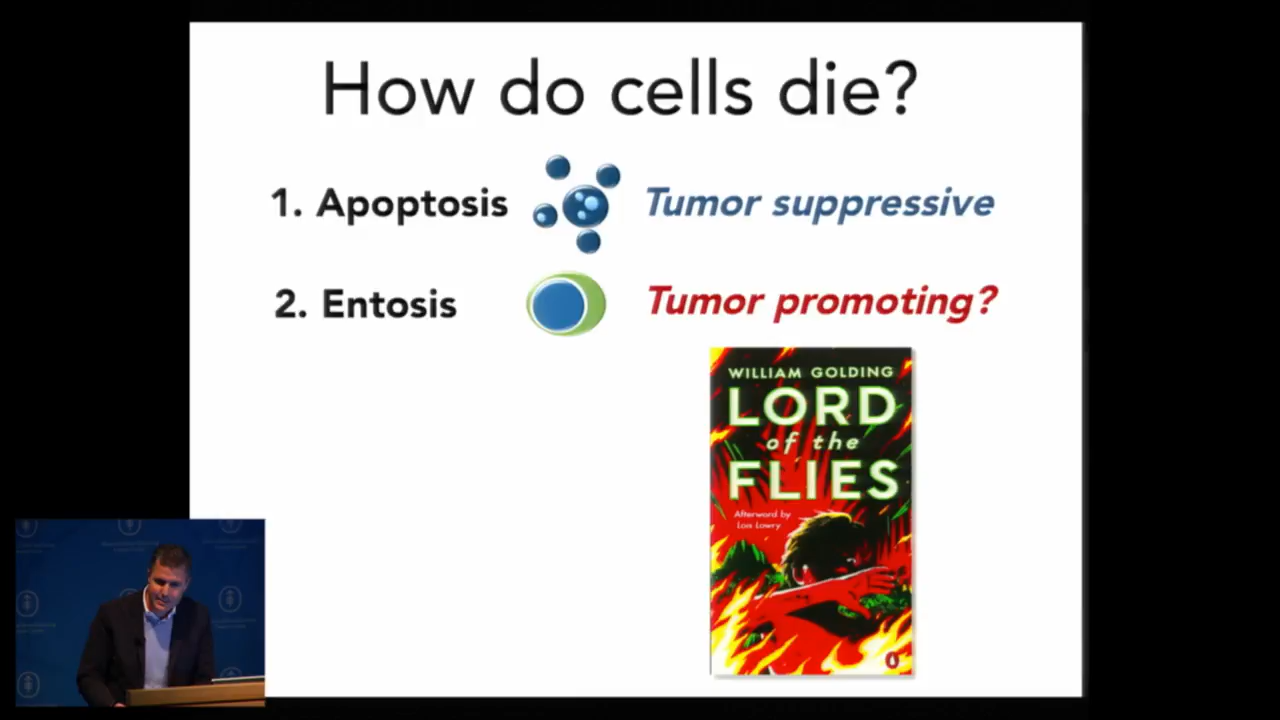 How do cells die?
1. Apoptosis
Tumor suppressive
2. Entosis
Tumor promoting?
WILLIAM GOLDING
LORD
of the
FLIES
Afterword by
Lois Lowry